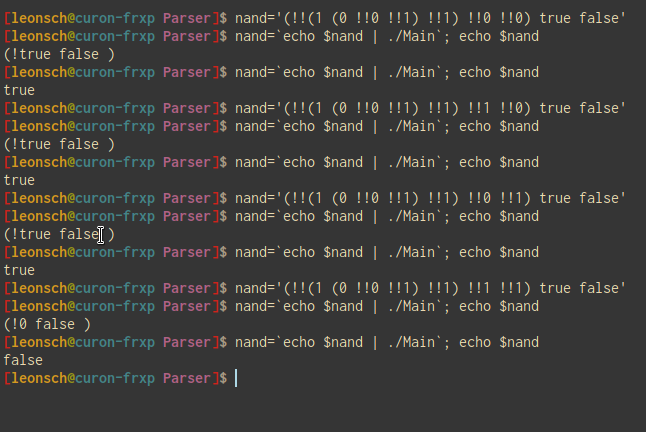 [leonsch@curon-frxp Parser]$ nand='(!!(1 (0 !!0 !!1) !!1) !!0 !!0) true false'
[leonsch@curon-frxp Parser]$ nand=`echo $nand | ./Main`; echo $nand
(!true false )
[leonsch@curon-frxp Parser]$ nand=`echo $nand | ./Main`; echo $nand
true
[leonsch@curon-frxp Parser]$ nand='(!!(1 (0 !!0 !!1) !!1) !!1 !!0) true false'
[leonsch@curon-frxp Parser]$ nand=`echo $nand | ./Main`; echo $nand
(!true false )
[leonsch@curon-frxp Parser]$ nand=`echo $nand | ./Main`; echo $nand
true
[leonsch@curon-frxp Parser]$ nand='(!!(1 (0 !!0 !!1) !!1) !!0 !!1) true false'
[leonsch@curon-frxp Parser]$ nand=`echo $nand | ./Main`; echo $nand
(!true false )
[leonsch@curon-frxp Parser]$ nand=`echo $nand | ./Main`; echo $nand
true
[leonsch@curon-frxp Parser]$ nand='(!!(1 (0 !!0 !!1) !!1) !!1 !!1) true false'
[leonsch@curon-frxp Parser]$ nand=`echo $nand | ./Main`; echo $nand
(!0 false )
[leonsch@curon-frxp Parser]$ nand=`echo $nand | ./Main`; echo $nand
false
[leonsch@curon-frxp Parser]$